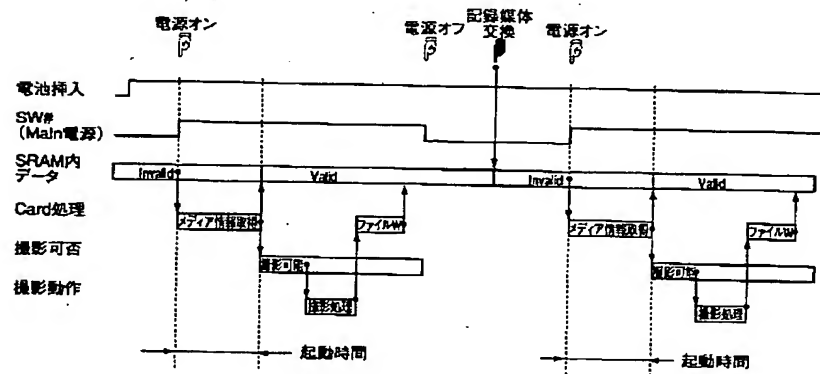 電源オン
電源オフ
記録媒体
交換
電源オン
電池挿入
SW#
(Main電源)
SRAM内
データ
Invalid
Valid
Invalid
Valid
Card処理
メディア情報取得
ファイルW
メディア情報取得
ファイルW
撮影可否
撮影可能
撮影可能
撮影動作
撮影処理
撮影処理
起動時間
起動時間